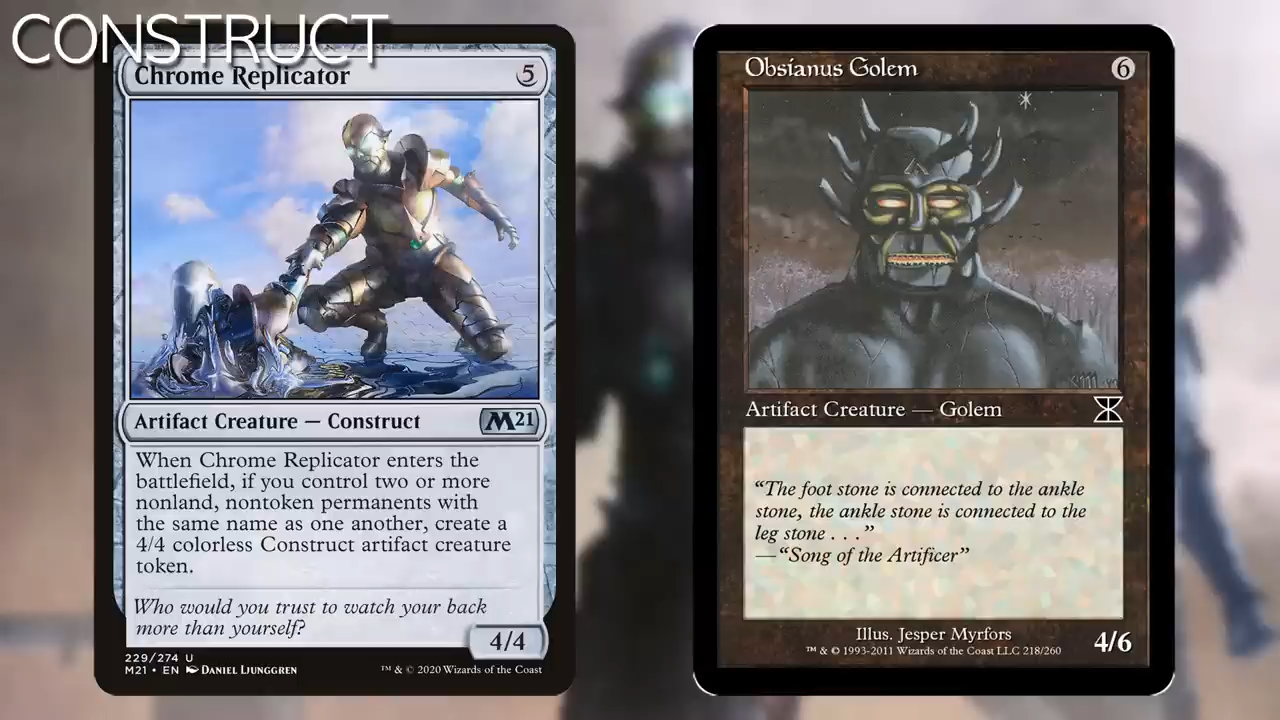 CONSTRUCT
Chrome Replicator 5
Artifact Creature — Construct M21
When Chrome Replicator enters the
battlefield, if you control two or more
nonland, nontoken permanents with
the same name as one another, create a
4/4 colorless Construct artifact creature
token.
Who would you trust to watch your back
more than yourself?
4/4
229/274 U
M21 • EN DANIEL LJUNGGREN
™ & © 2020 Wizards of the Coast
Obsianus Golem 6
Artifact Creature — Golem
“The foot stone is connected to the ankle
stone, the ankle stone is connected to the
leg stone . . .”
—“Song of the Artificer”
Illus. Jesper Myrfors
™ & © 1993-2011 Wizards of the Coast LLC 218/260
4/6